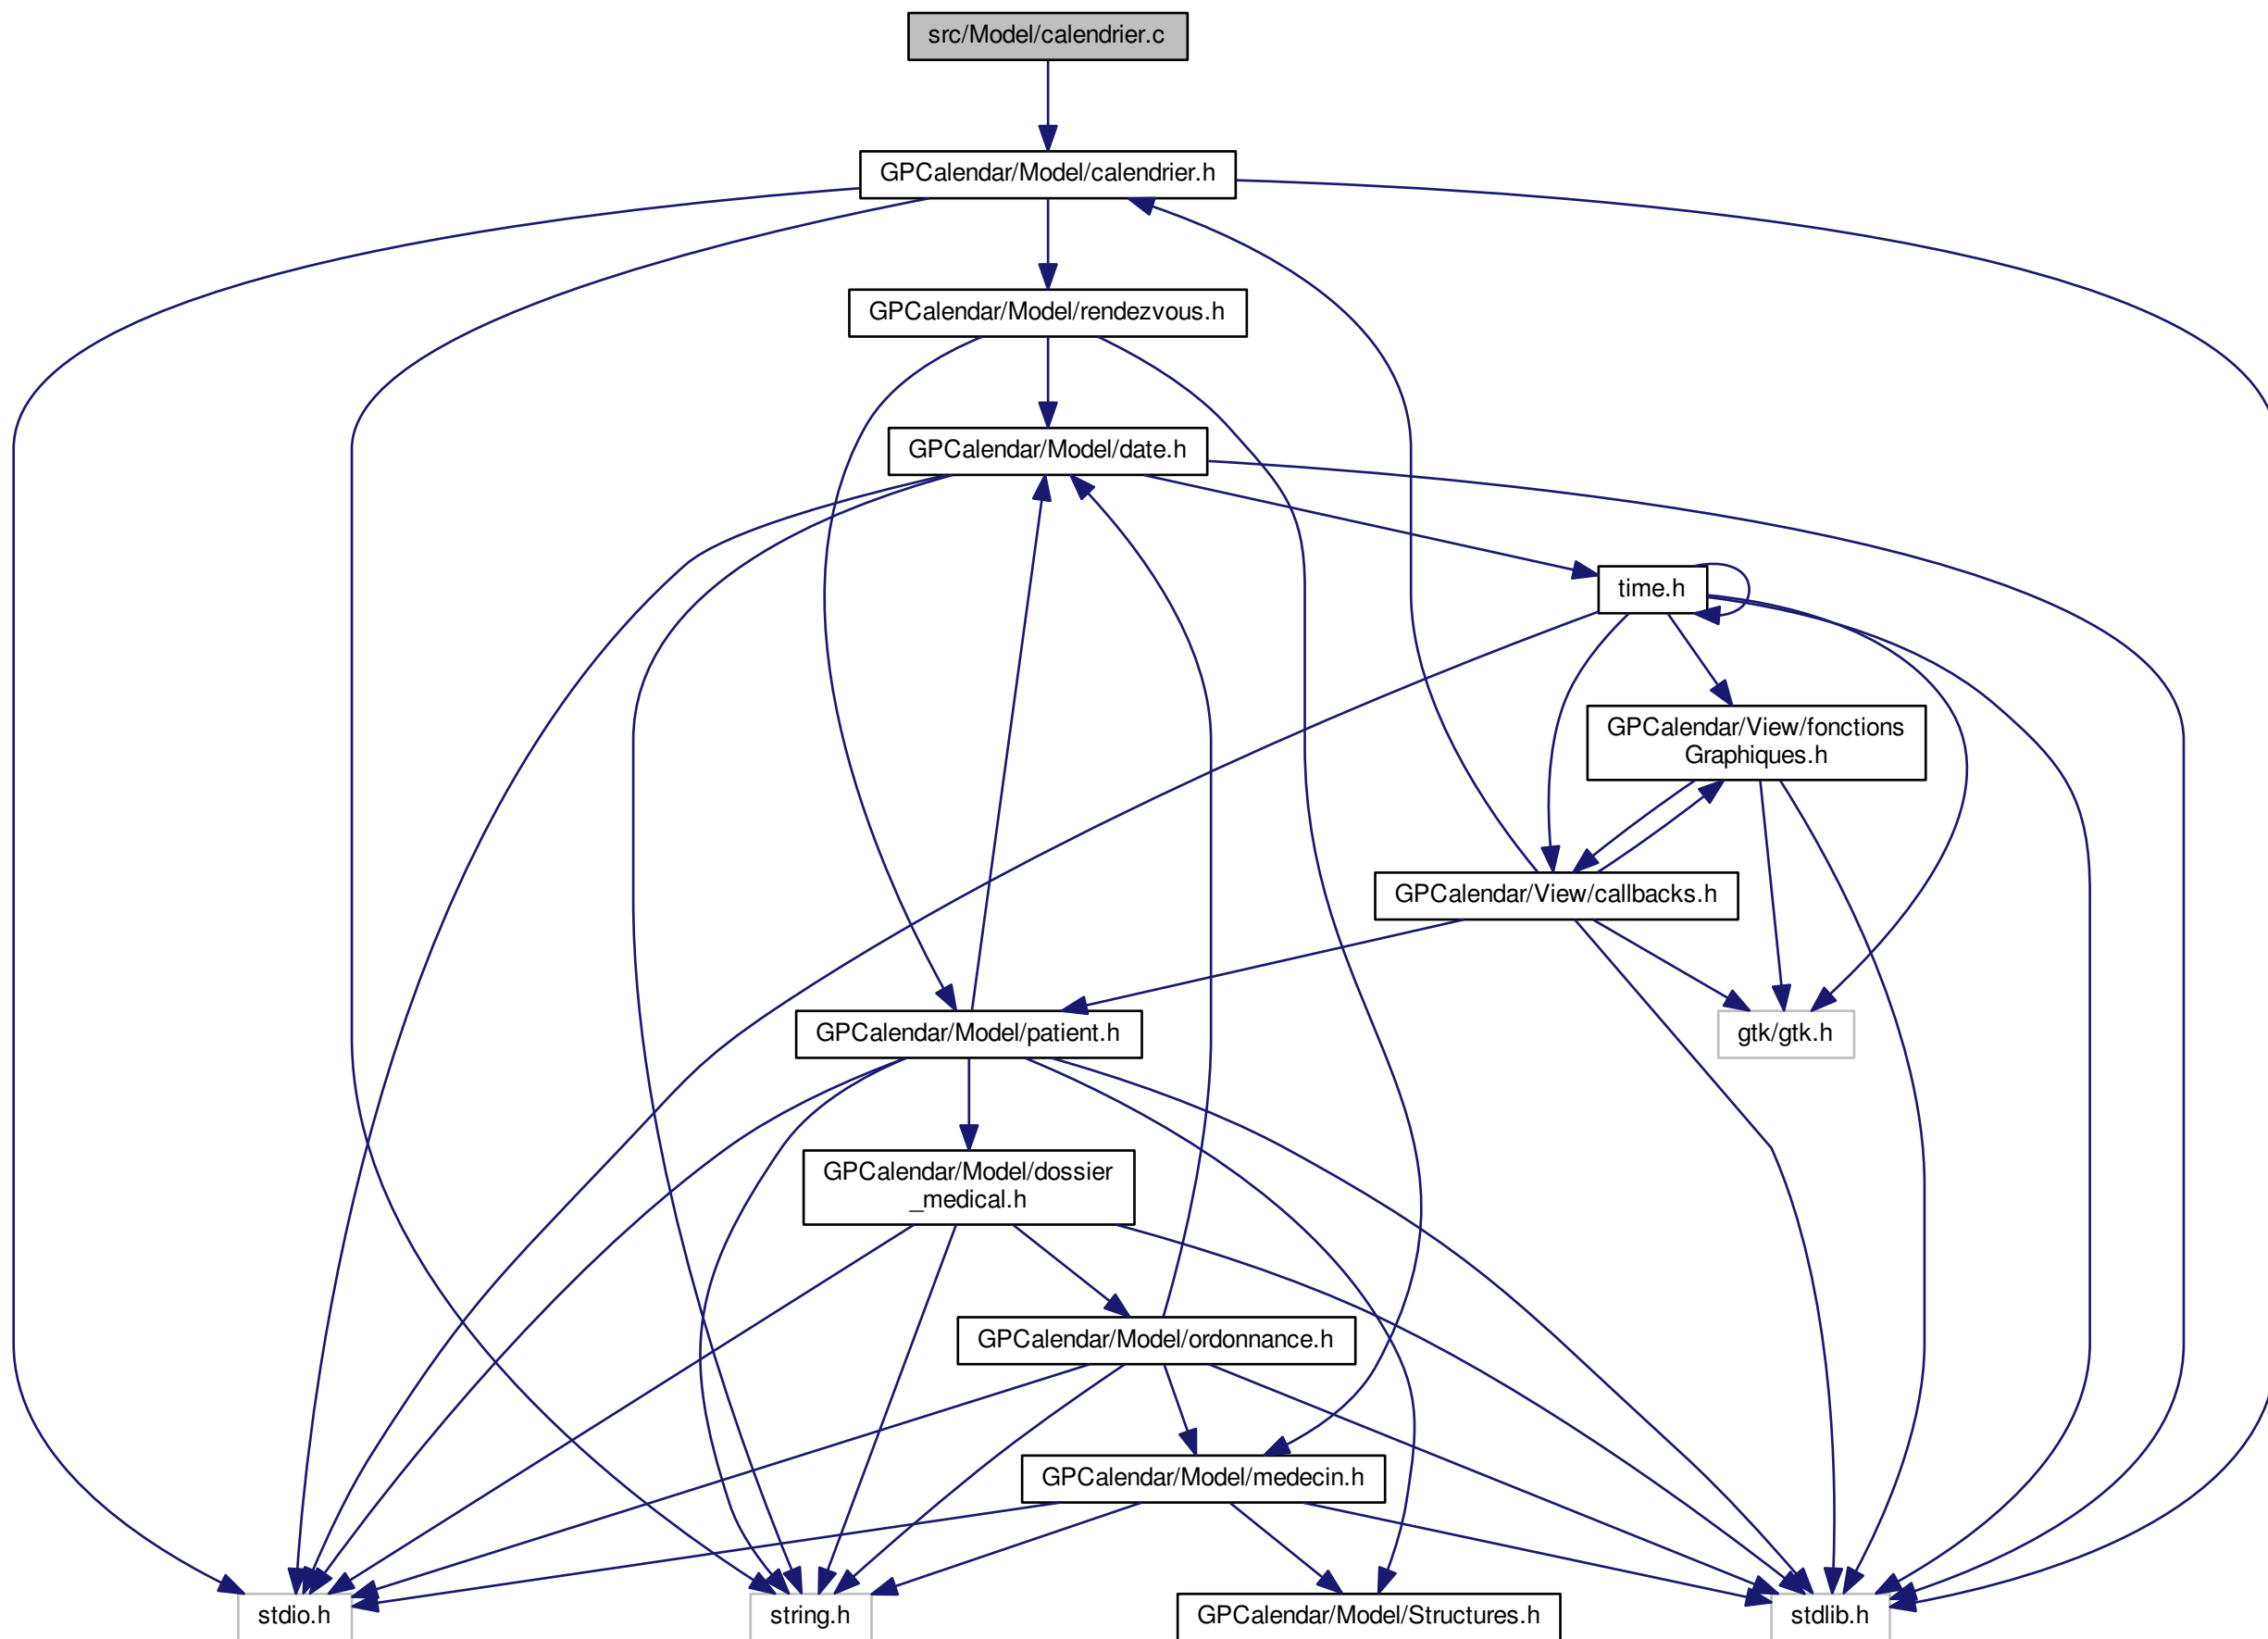 src/Model/calendrier.c
GPCalendar/Model/calendrier.h
GPCalendar/Model/rendezvous.h
GPCalendar/Model/date.h
time.h
GPCalendar/View/fonctions
Graphiques.h
GPCalendar/View/callbacks.h
GPCalendar/Model/patient.h
gtk/gtk.h
GPCalendar/Model/dossier
_medical.h
GPCalendar/Model/ordonnance.h
GPCalendar/Model/medecin.h
stdio.h
string.h
GPCalendar/Model/Structures.h
stdlib.h